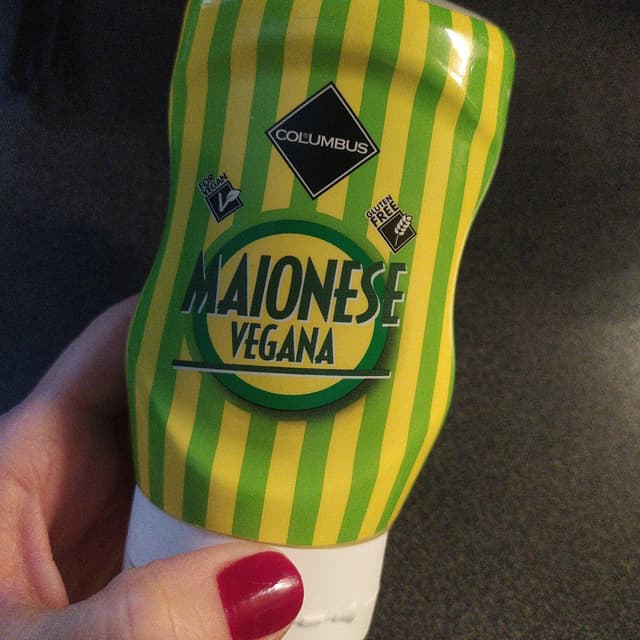 COLUMBUS
FOR
VEGAN
GLUTEN
FREE
MAIONESE
VEGANA